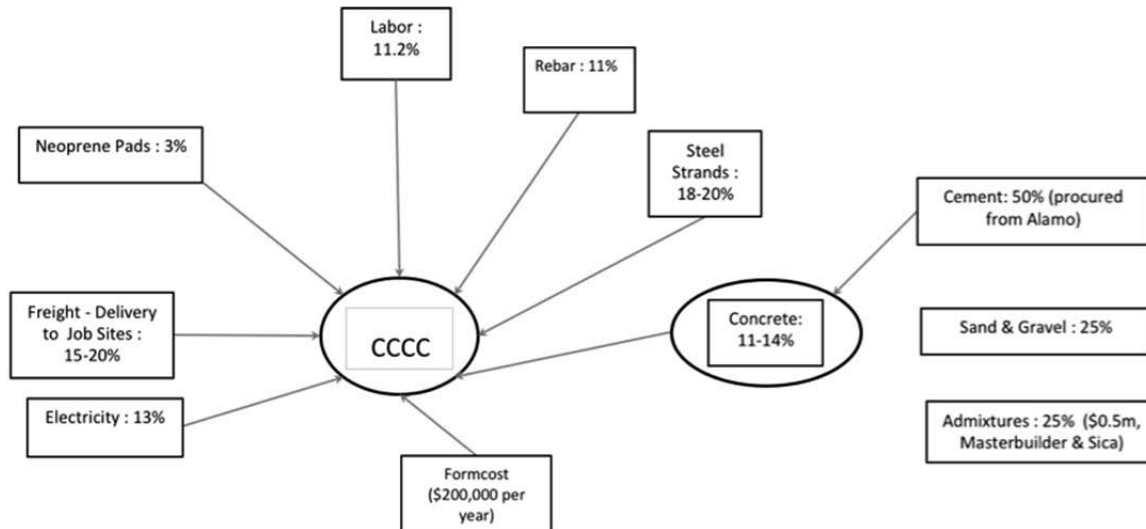 Labor :
11.2%
Rebar : 11%
Neoprene Pads : 3%
Steel
Strands :
18-20%
Cement: 50% (procured
from Alamo)
Freight - Delivery
to Job Sites :
15-20%
CCCC
Concrete:
11-14%
Sand & Gravel : 25%
Electricity : 13%
Admixtures : 25% ($0.5m,
Masterbuilder & Sica)
Formcost
($200,000 per
year)